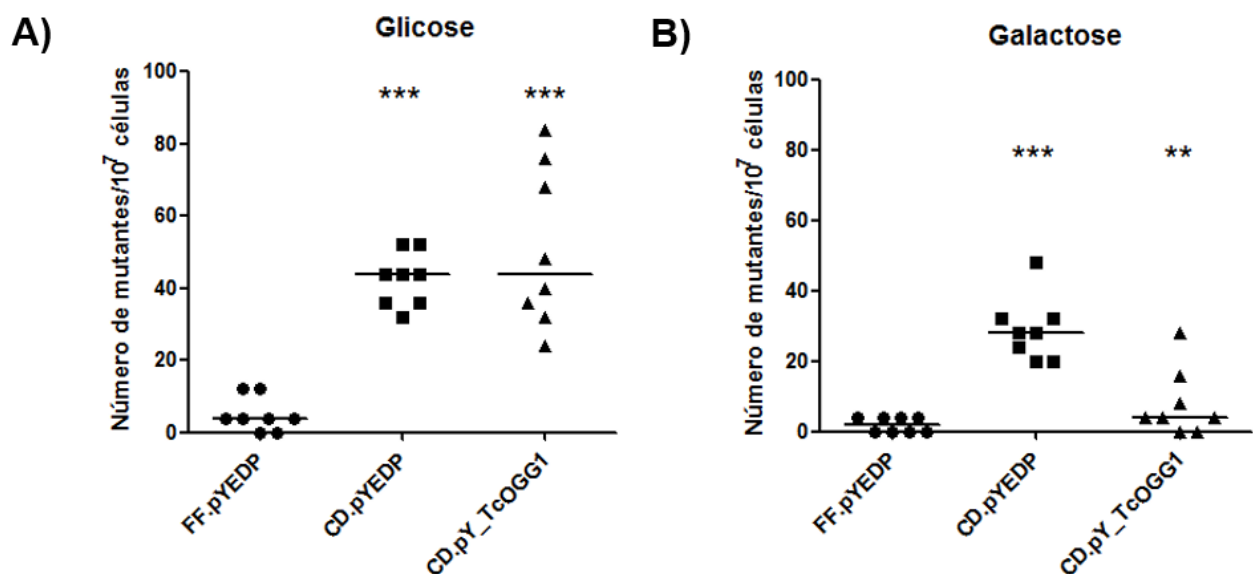 A)
Glicose
Número de mutantes/10⁷ células
100
80
60
40
20
0
*** ***
FF.pYEDP
CD.pYEDP
CD.pY_TcOGG1
B)
Galactose
Número de mutantes/10⁷ células
100
80
60
40
20
0
*** **
FF.pYEDP
CD.pYEDP
CD.pY_TcOGG1